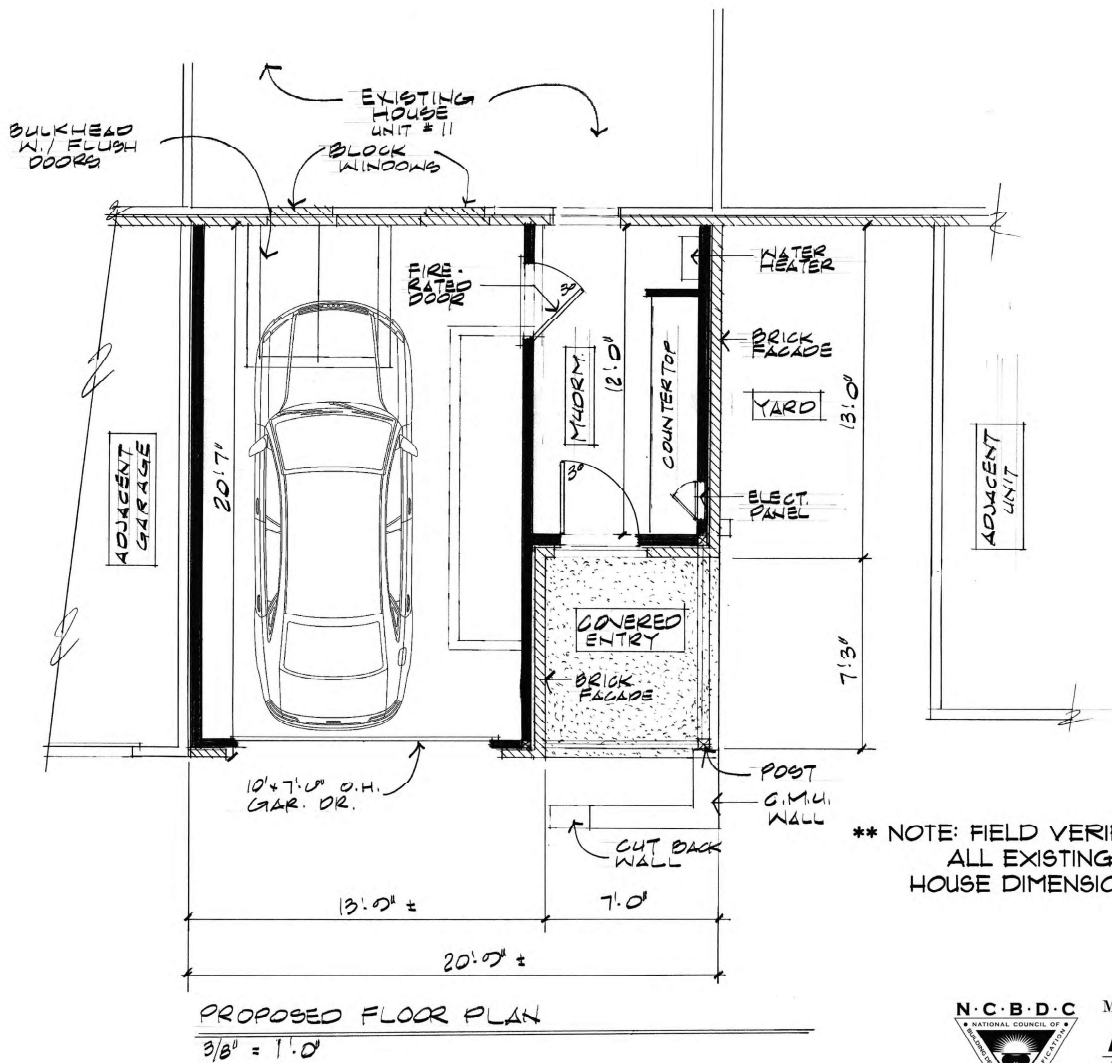 EXISTING
HOUSE
UNIT # 11
BULKHEAD
W./ FLUSH
DOORS
BLOCK
WINDOWS
FIRE-
RATED
DOOR
3⁰
WATER
HEATER
BRICK
FACADE
MUDRM.
12'.0"
COUNTERTOP
YARD
13'.0"
ADJACENT
GARAGE
20'.7"
3⁰
ELECT.
PANEL
ADJACENT
UNIT
COVERED
ENTRY
BRICK
FACADE
7'.3"
10' x 7'.0" O.H.
GAR. DR.
POST
C.M.U.
WALL
CUT BACK
WALL
** NOTE: FIELD VERI
ALL EXISTING
HOUSE DIMENSIO
13'.0" ±
7'.0"
20'.0" ±
PROPOSED FLOOR PLAN
3/8" = 1'.0"
N·C·B·D·C
NATIONAL COUNCIL OF
M